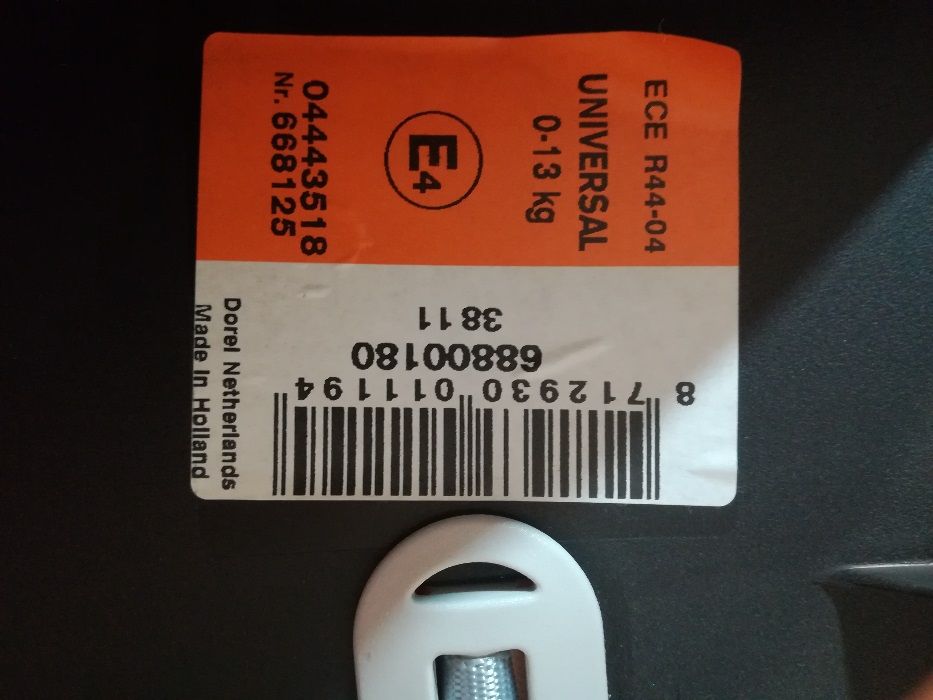 ECE R44-04
UNIVERSAL
0-13 kg
E4
04443518
Nr. 668125
Dorel Netherlands
Made In Holland
3811
68800180
8 712930 011194